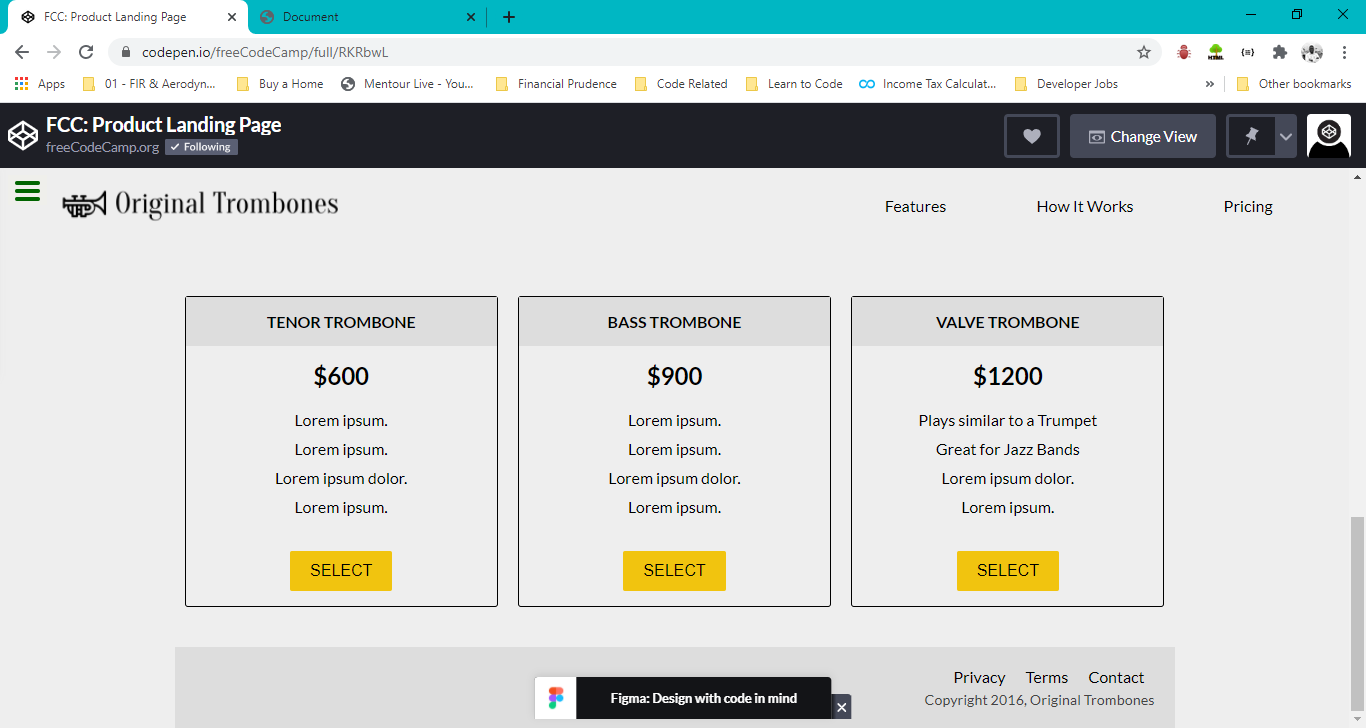 FCC: Product Landing Page
Document
codepen.io/freeCodeCamp/full/RKRbwL
Apps
01 - FIR & Aerodyn...
Buy a Home
Mentour Live - You...
Financial Prudence
Code Related
Learn to Code
Income Tax Calculat...
Developer Jobs
Other bookmarks
FCC: Product Landing Page
freeCodeCamp.org
Following
Change View
Original Trombones
Features
How It Works
Pricing
TENOR TROMBONE
$600
Lorem ipsum.
Lorem ipsum.
Lorem ipsum dolor.
Lorem ipsum.
SELECT
BASS TROMBONE
$900
Lorem ipsum.
Lorem ipsum.
Lorem ipsum dolor.
Lorem ipsum.
SELECT
VALVE TROMBONE
$1200
Plays similar to a Trumpet
Great for Jazz Bands
Lorem ipsum dolor.
Lorem ipsum.
SELECT
Privacy
Terms
Contact
Copyright 2016, Original Trombones
Figma: Design with code in mind